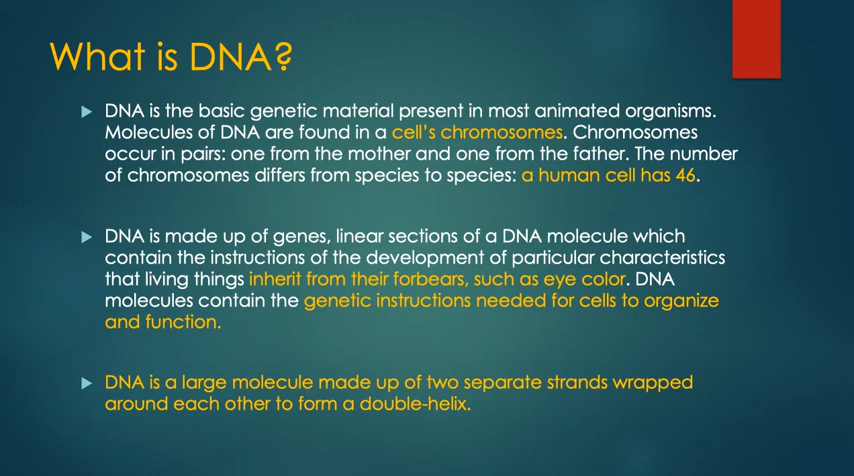 What is DNA?
DNA is the basic genetic material present in most animated organisms.
Molecules of DNA are found in a cell's chromosomes. Chromosomes
occur in pairs: one from the mother and one from the father. The number
of chromosomes differs from species to species: a human cell has 46.
DNA is made up of genes, linear sections of a DNA molecule which
contain the instructions of the development of particular characteristics
that living things inherit from their forbears, such as eye color. DNA
molecules contain the genetic instructions needed for cells to organize
and function.
DNA is a large molecule made up of two separate strands wrapped
around each other to form a double-helix.